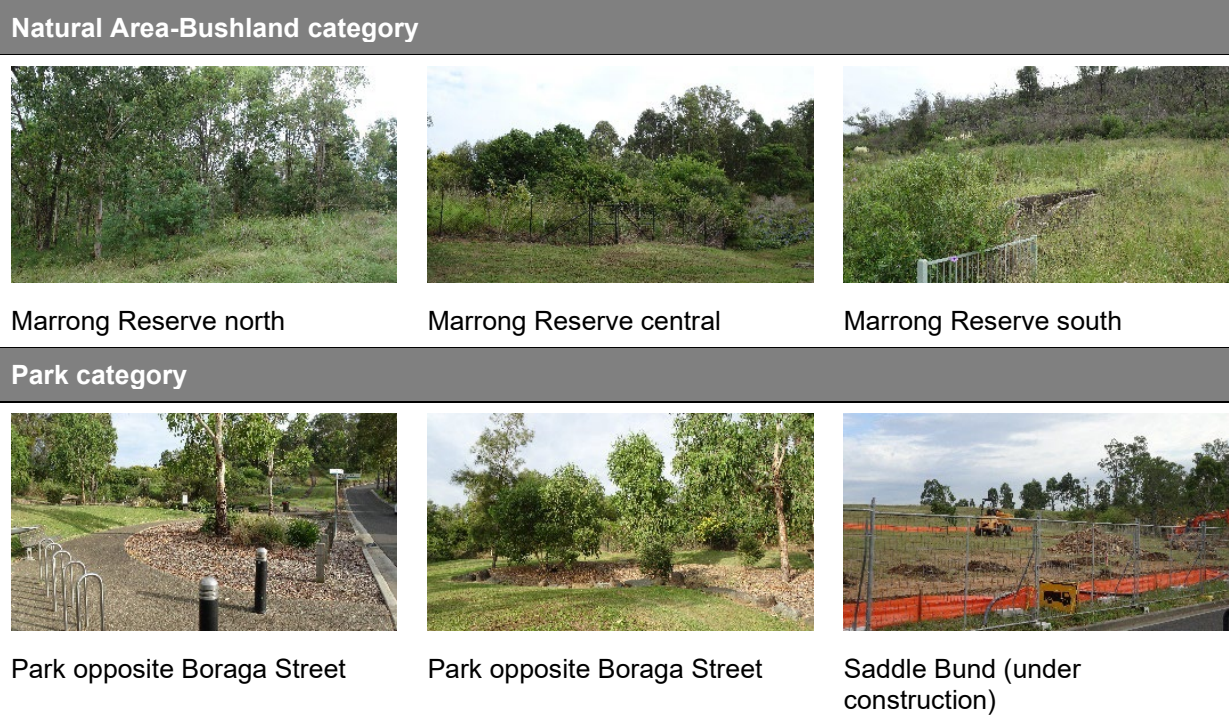 Natural Area-Bushland category
Marrong Reserve north
Marrong Reserve central
Marrong Reserve south
Park category
Park opposite Boraga Street
Park opposite Boraga Street
Saddle Bund (under
construction)